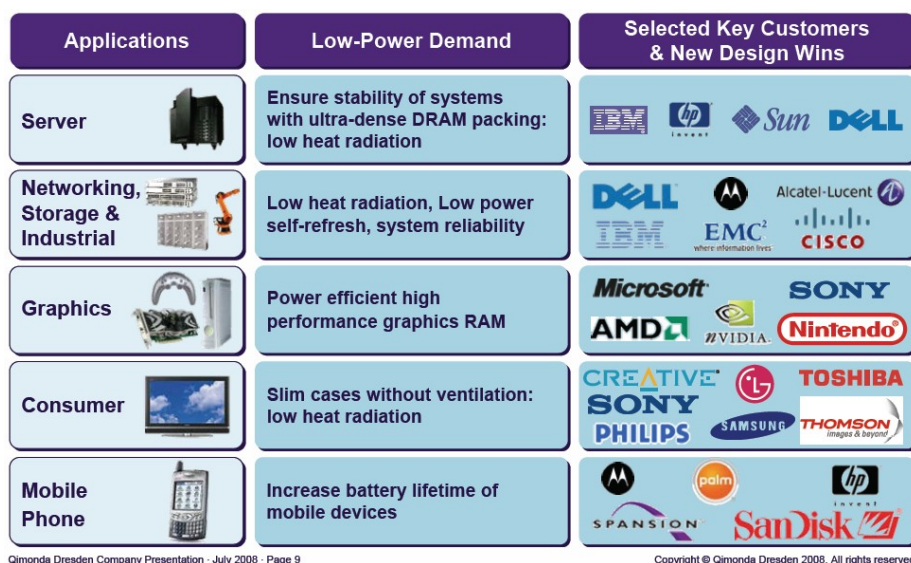 Applications
Low-Power Demand
Selected Key Customers
& New Design Wins
Server
Ensure stability of systems
with ultra-dense DRAM packing:
low heat radiation
IBM
hp
invent
Sun
DELL
Networking,
Storage &
Industrial
Low heat radiation, Low power
self-refresh, system reliability
DELL
Alcatel-Lucent
IBM
EMC²
where information lives
CISCO
Graphics
Power efficient high
performance graphics RAM
Microsoft
SONY
AMD
nVIDIA.
Nintendo®
Consumer
Slim cases without ventilation:
low heat radiation
CREATIVE
LG
TOSHIBA
SONY
PHILIPS
SAMSUNG
THOMSON
images & beyond
Mobile
Phone
Increase battery lifetime of
mobile devices
palm
hp
invent
SPANSION
SanDisk
Qimonda Dresden Company Presentation · July 2008 · Page 9
Copyright © Qimonda Dresden 2008. All rights reserved